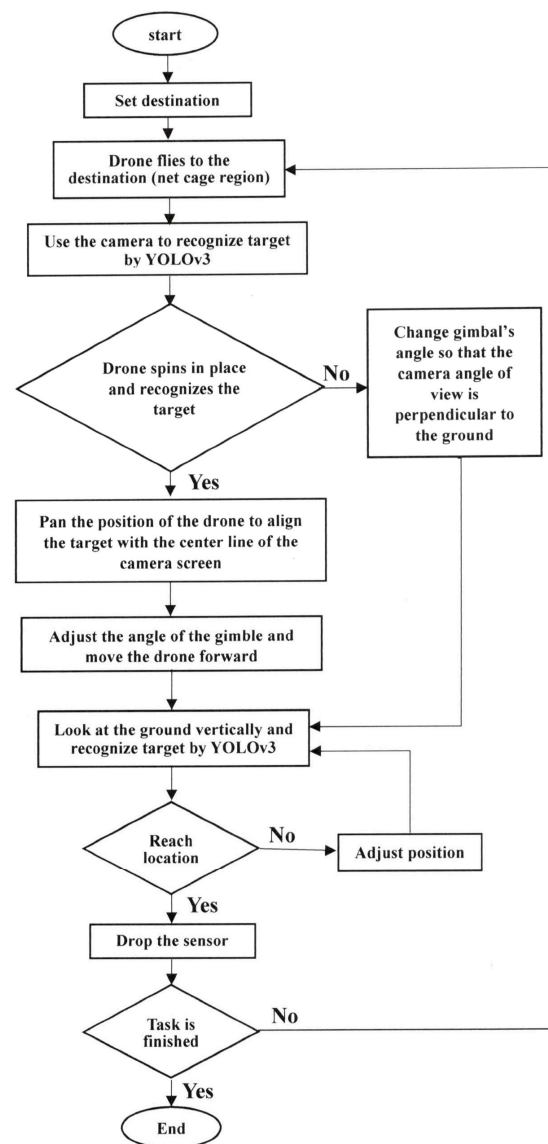 start
Set destination
Drone flies to the
destination (net cage region)
Use the camera to recognize target
by YOLOv3
Drone spins in place
and recognizes the
target
No
Change gimbal's
angle so that the
camera angle of
view is
perpendicular to
the ground
Yes
Pan the position of the drone to align
the target with the center line of the
camera screen
Adjust the angle of the gimble and
move the drone forward
Look at the ground vertically and
recognize target by YOLOv3
Reach
location
No
Adjust position
Yes
Drop the sensor
Task is
finished
No
Yes
End